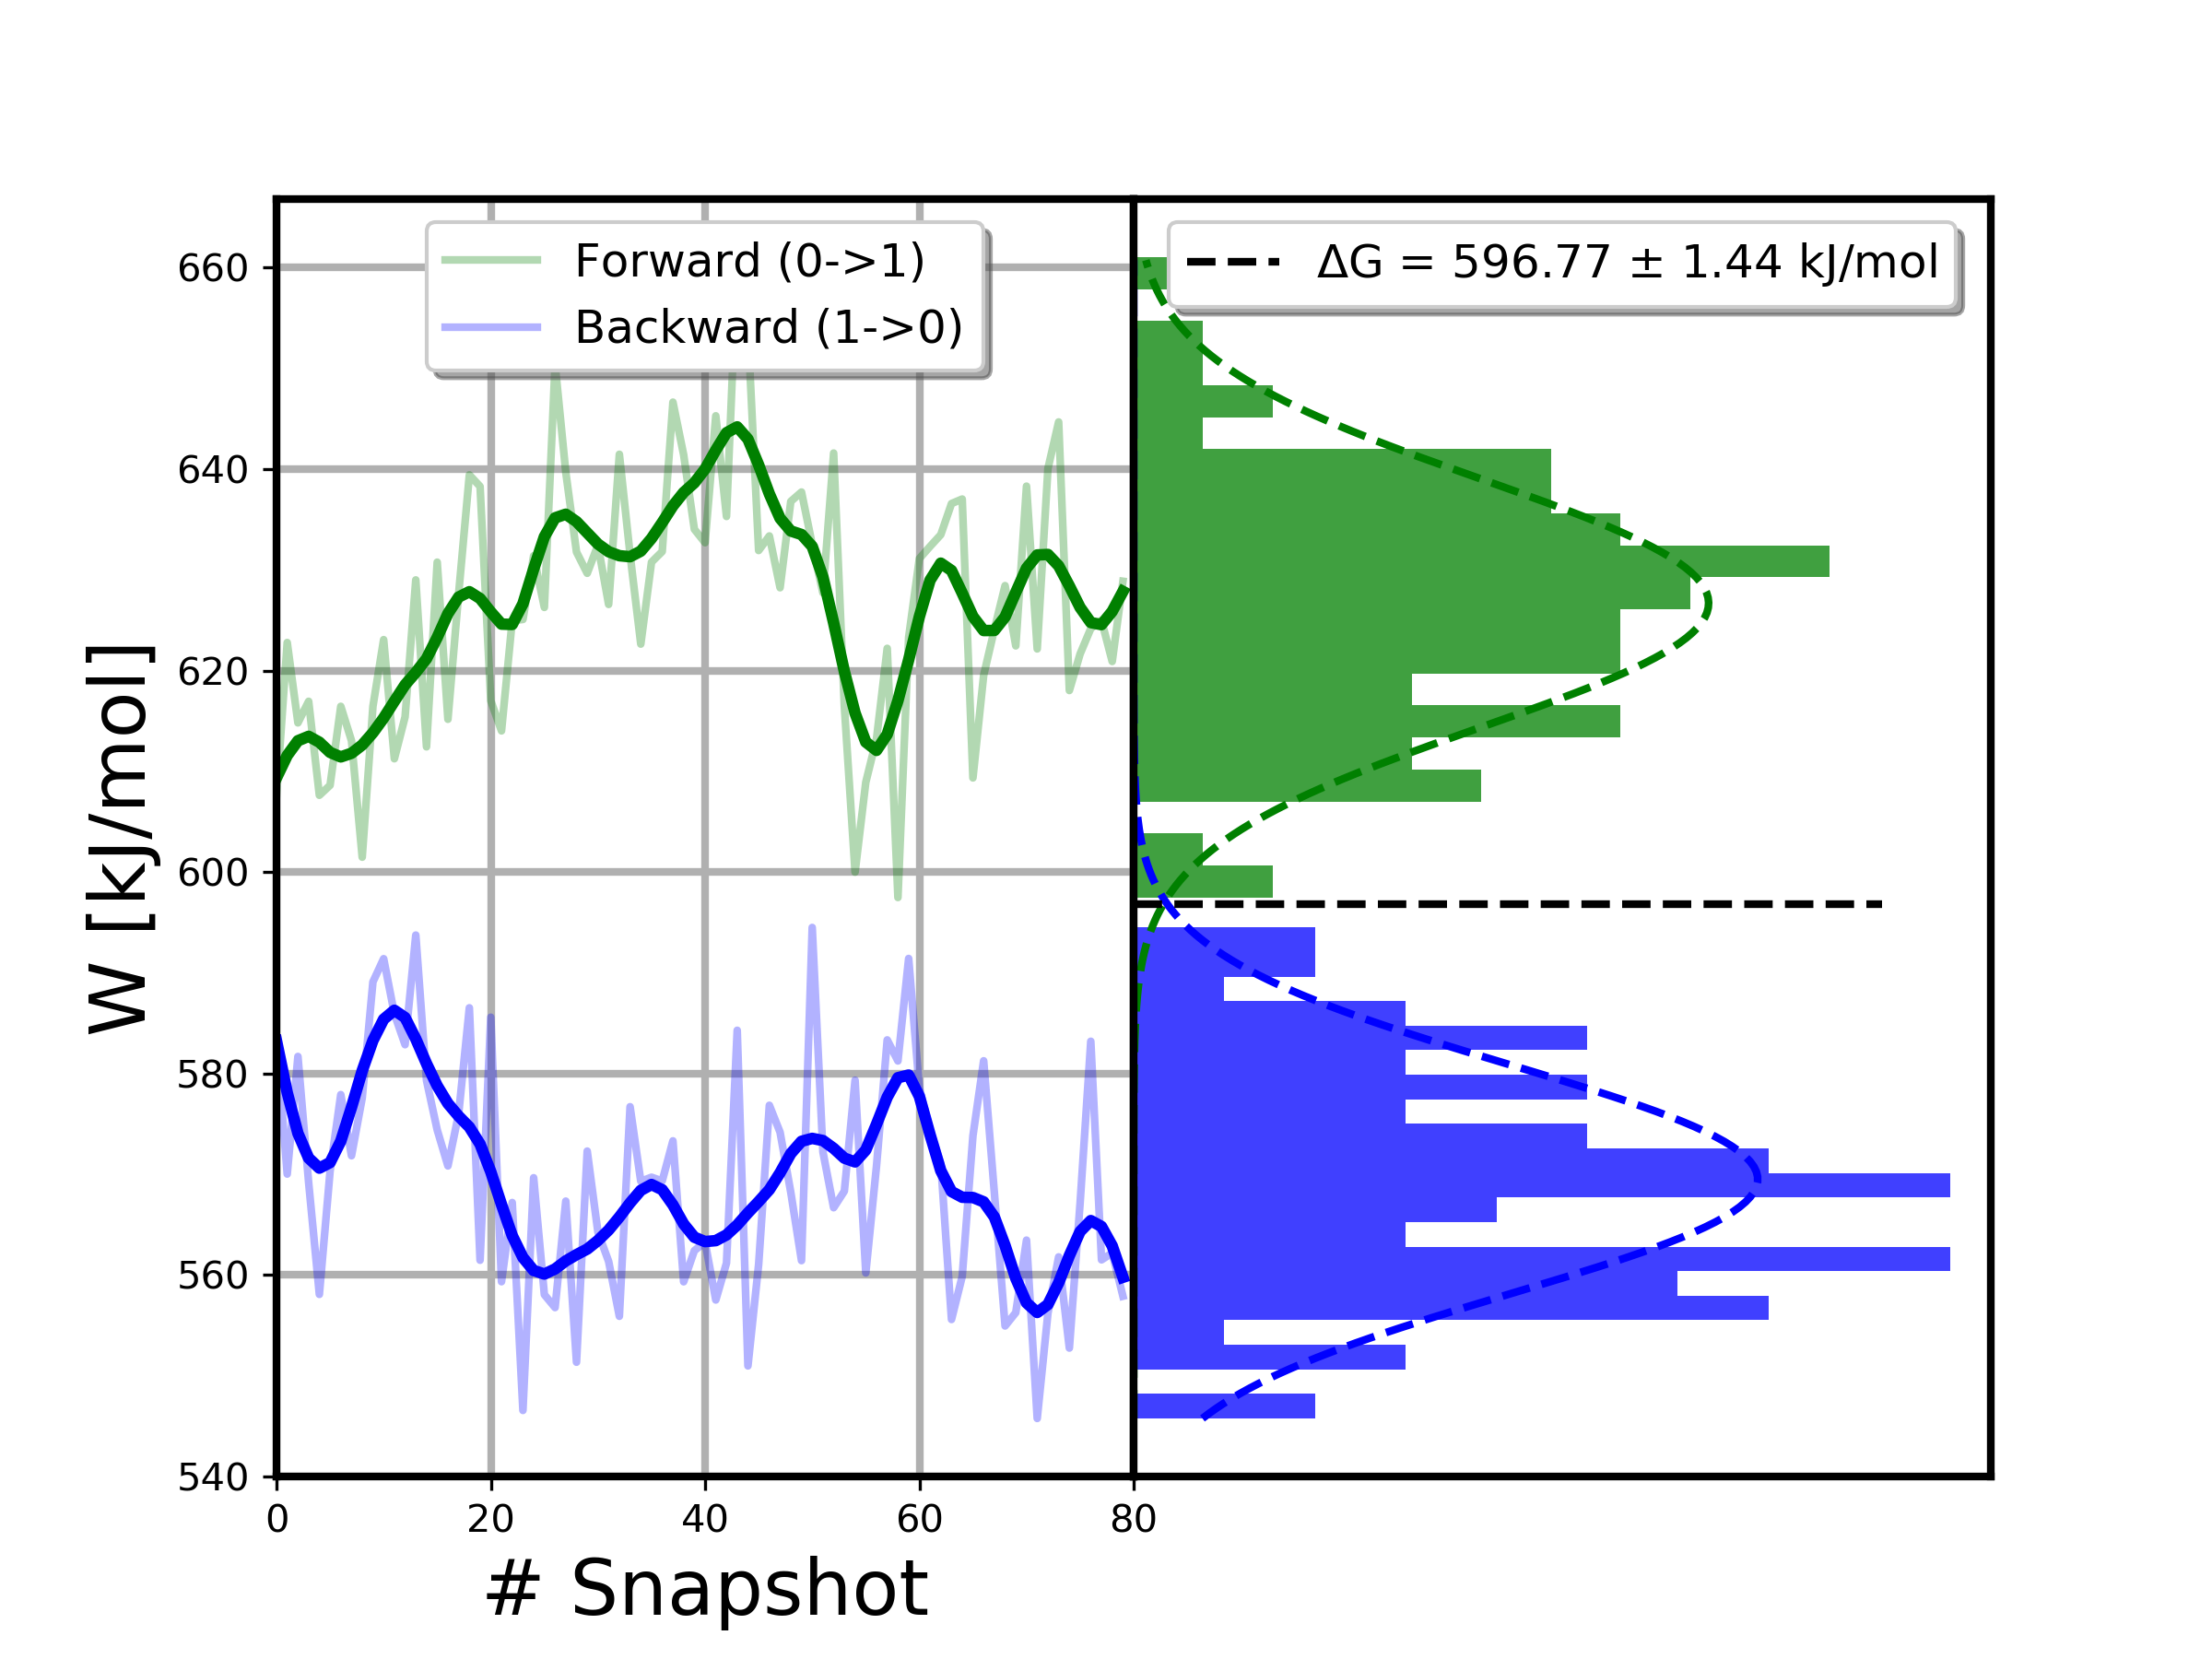 Forward (0->1)
Backward (1->0)
ΔG = 596.77 ± 1.44 kJ/mol
W [kJ/mol]
660
640
620
600
580
560
540
0 20 40 60 80
# Snapshot